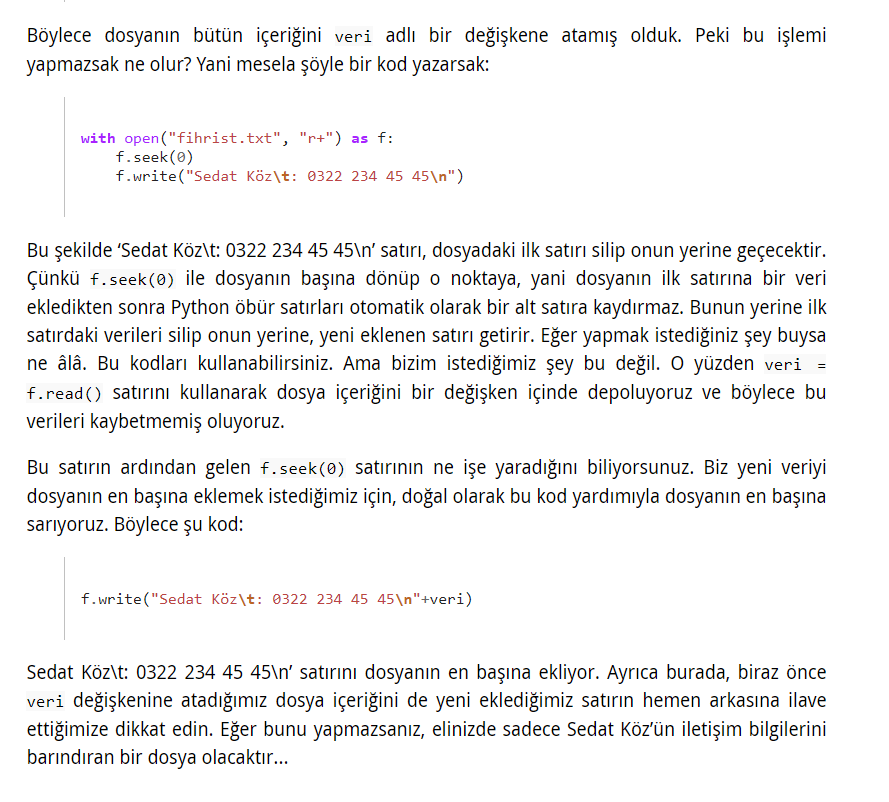 Böylece dosyanın bütün içeriğini veri adlı bir değişkene atamış olduk. Peki bu işlemi
yapmazsak ne olur? Yani mesela şöyle bir kod yazarsak:
with open("fihrist.txt", "r+") as f:
    f.seek(0)
    f.write("Sedat Köz\t: 0322 234 45 45\n")
Bu şekilde ‘Sedat Köz\t: 0322 234 45 45\n’ satırı, dosyadaki ilk satırı silip onun yerine geçecektir.
Çünkü f.seek(0) ile dosyanın başına dönüp o noktaya, yani dosyanın ilk satırına bir veri
ekledikten sonra Python öbür satırları otomatik olarak bir alt satıra kaydırmaz. Bunun yerine ilk
satırdaki verileri silip onun yerine, yeni eklenen satırı getirir. Eğer yapmak istediğiniz şey buysa
ne âlâ. Bu kodları kullanabilirsiniz. Ama bizim istediğimiz şey bu değil. O yüzden veri =
f.read() satırını kullanarak dosya içeriğini bir değişken içinde depoluyoruz ve böylece bu
verileri kaybetmemiş oluyoruz.
Bu satırın ardından gelen f.seek(0) satırının ne işe yaradığını biliyorsunuz. Biz yeni veriyi
dosyanın en başına eklemek istediğimiz için, doğal olarak bu kod yardımıyla dosyanın en başına
sarıyoruz. Böylece şu kod:
f.write("Sedat Köz\t: 0322 234 45 45\n"+veri)
Sedat Köz\t: 0322 234 45 45\n’ satırını dosyanın en başına ekliyor. Ayrıca burada, biraz önce
veri değişkenine atadığımız dosya içeriğini de yeni eklediğimiz satırın hemen arkasına ilave
ettiğimize dikkat edin. Eğer bunu yapmazsanız, elinizde sadece Sedat Köz’ün iletişim bilgilerini
barındıran bir dosya olacaktır…